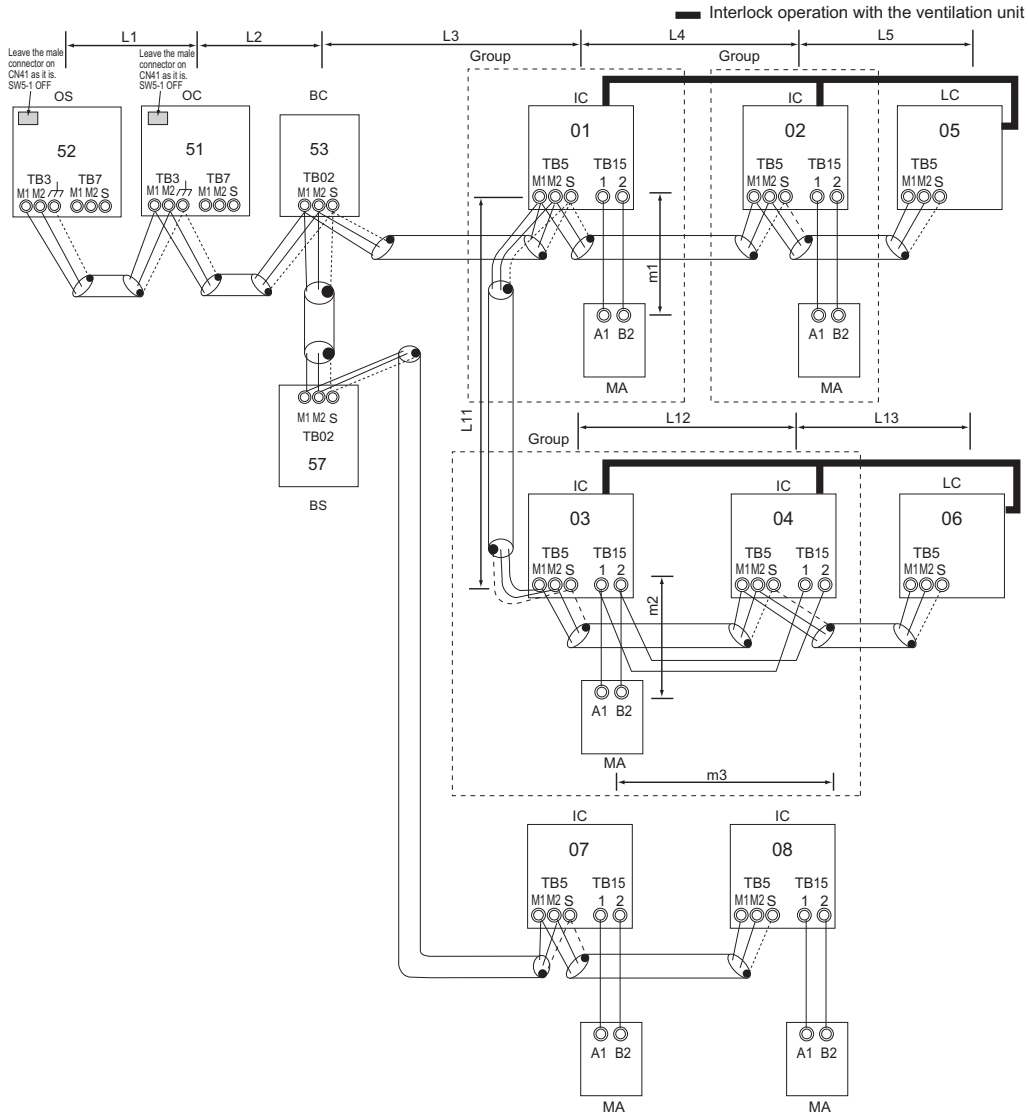 Interlock operation with the ventilation unit
L1 L2 L3 L4 L5
Leave the male
connector on
CN41 as it is.
SW5-1 OFF
Leave the male
connector on
CN41 as it is.
SW5-1 OFF
Group Group
OS OC BC IC IC LC
52
TB3 TB7
M1 M2 M1 M2 S
51
TB3 TB7
M1 M2 M1 M2 S
53
TB02
M1 M2 S
01
TB5 TB15
M1 M2 S 1 2
02
TB5 TB15
M1 M2 S 1 2
05
TB5
M1 M2 S
m1
A1 B2
MA
A1 B2
MA
M1 M2 S
TB02
57
BS
L11
L12 L13
Group
IC IC LC
03
TB5 TB15
M1 M2 S 1 2
04
TB5 TB15
M1 M2 S 1 2
06
TB5
M1 M2 S
m2
A1 B2
MA
m3
IC IC
07
TB5 TB15
M1 M2 S 1 2
08
TB5 TB15
M1 M2 S 1 2
A1 B2
MA
A1 B2
MA